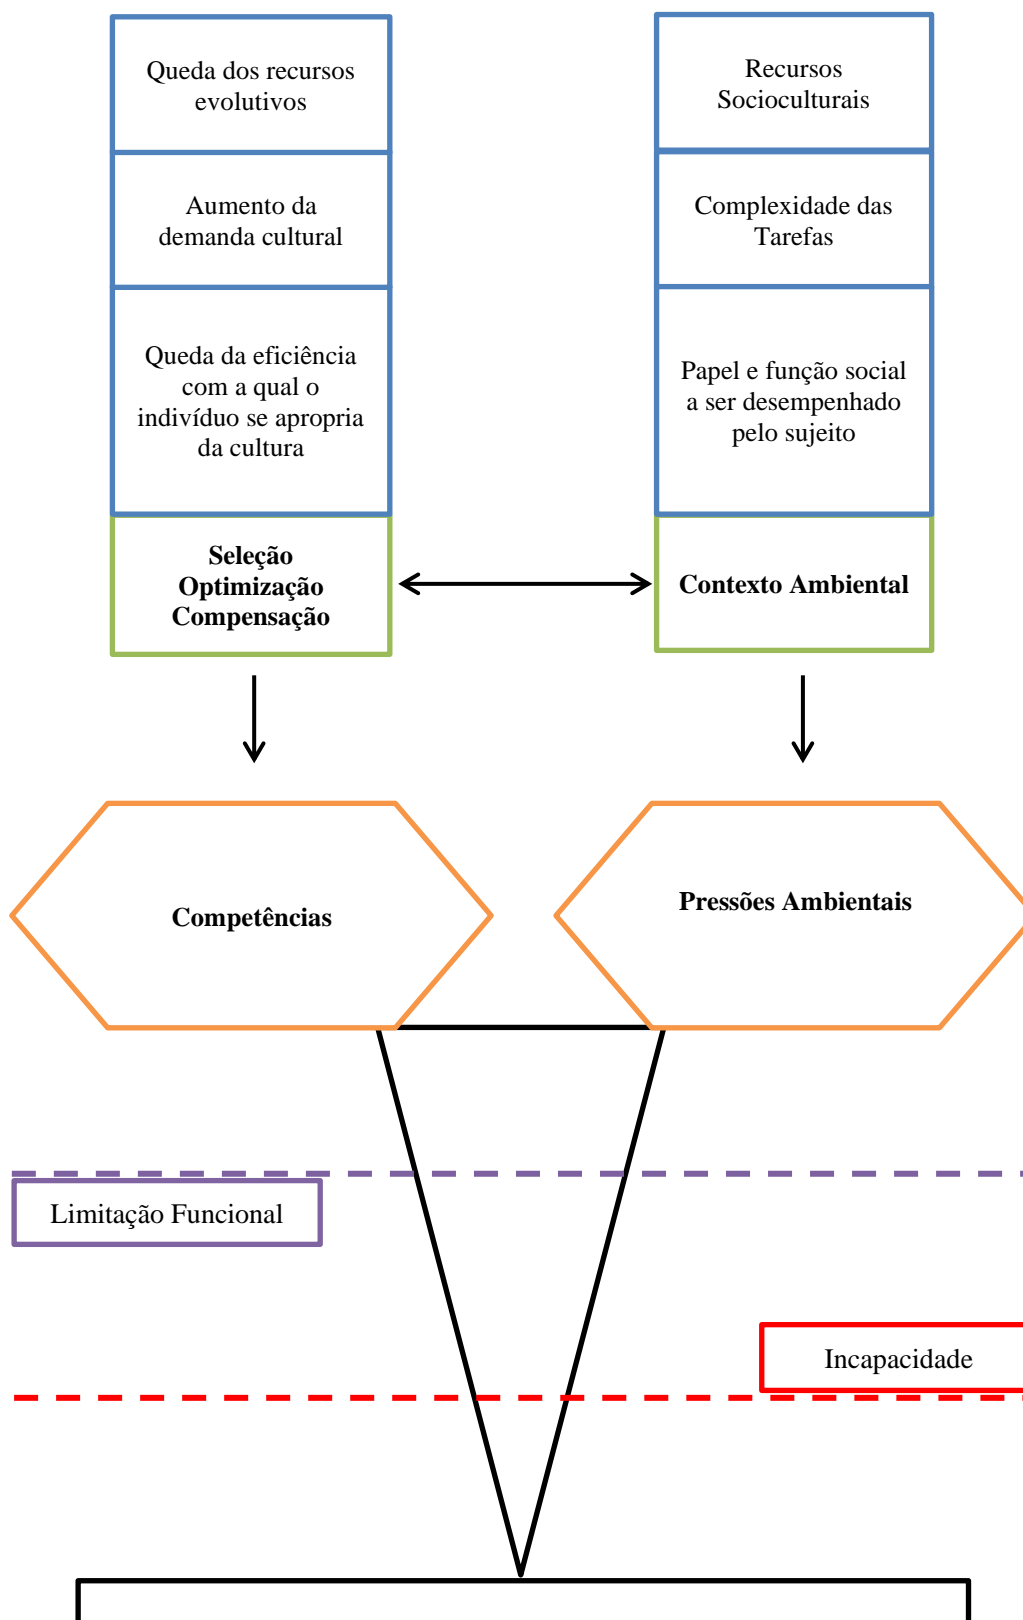 Queda dos recursos
evolutivos
Aumento da
demanda cultural
Queda da eficiência
com a qual o
indivíduo se apropria
da cultura
Seleção
Optimização
Compensação
Recursos
Socioculturais
Complexidade das
Tarefas
Papel e função social
a ser desempenhado
pelo sujeito
Contexto Ambiental
Competências
Pressões Ambientais
Limitação Funcional
Incapacidade